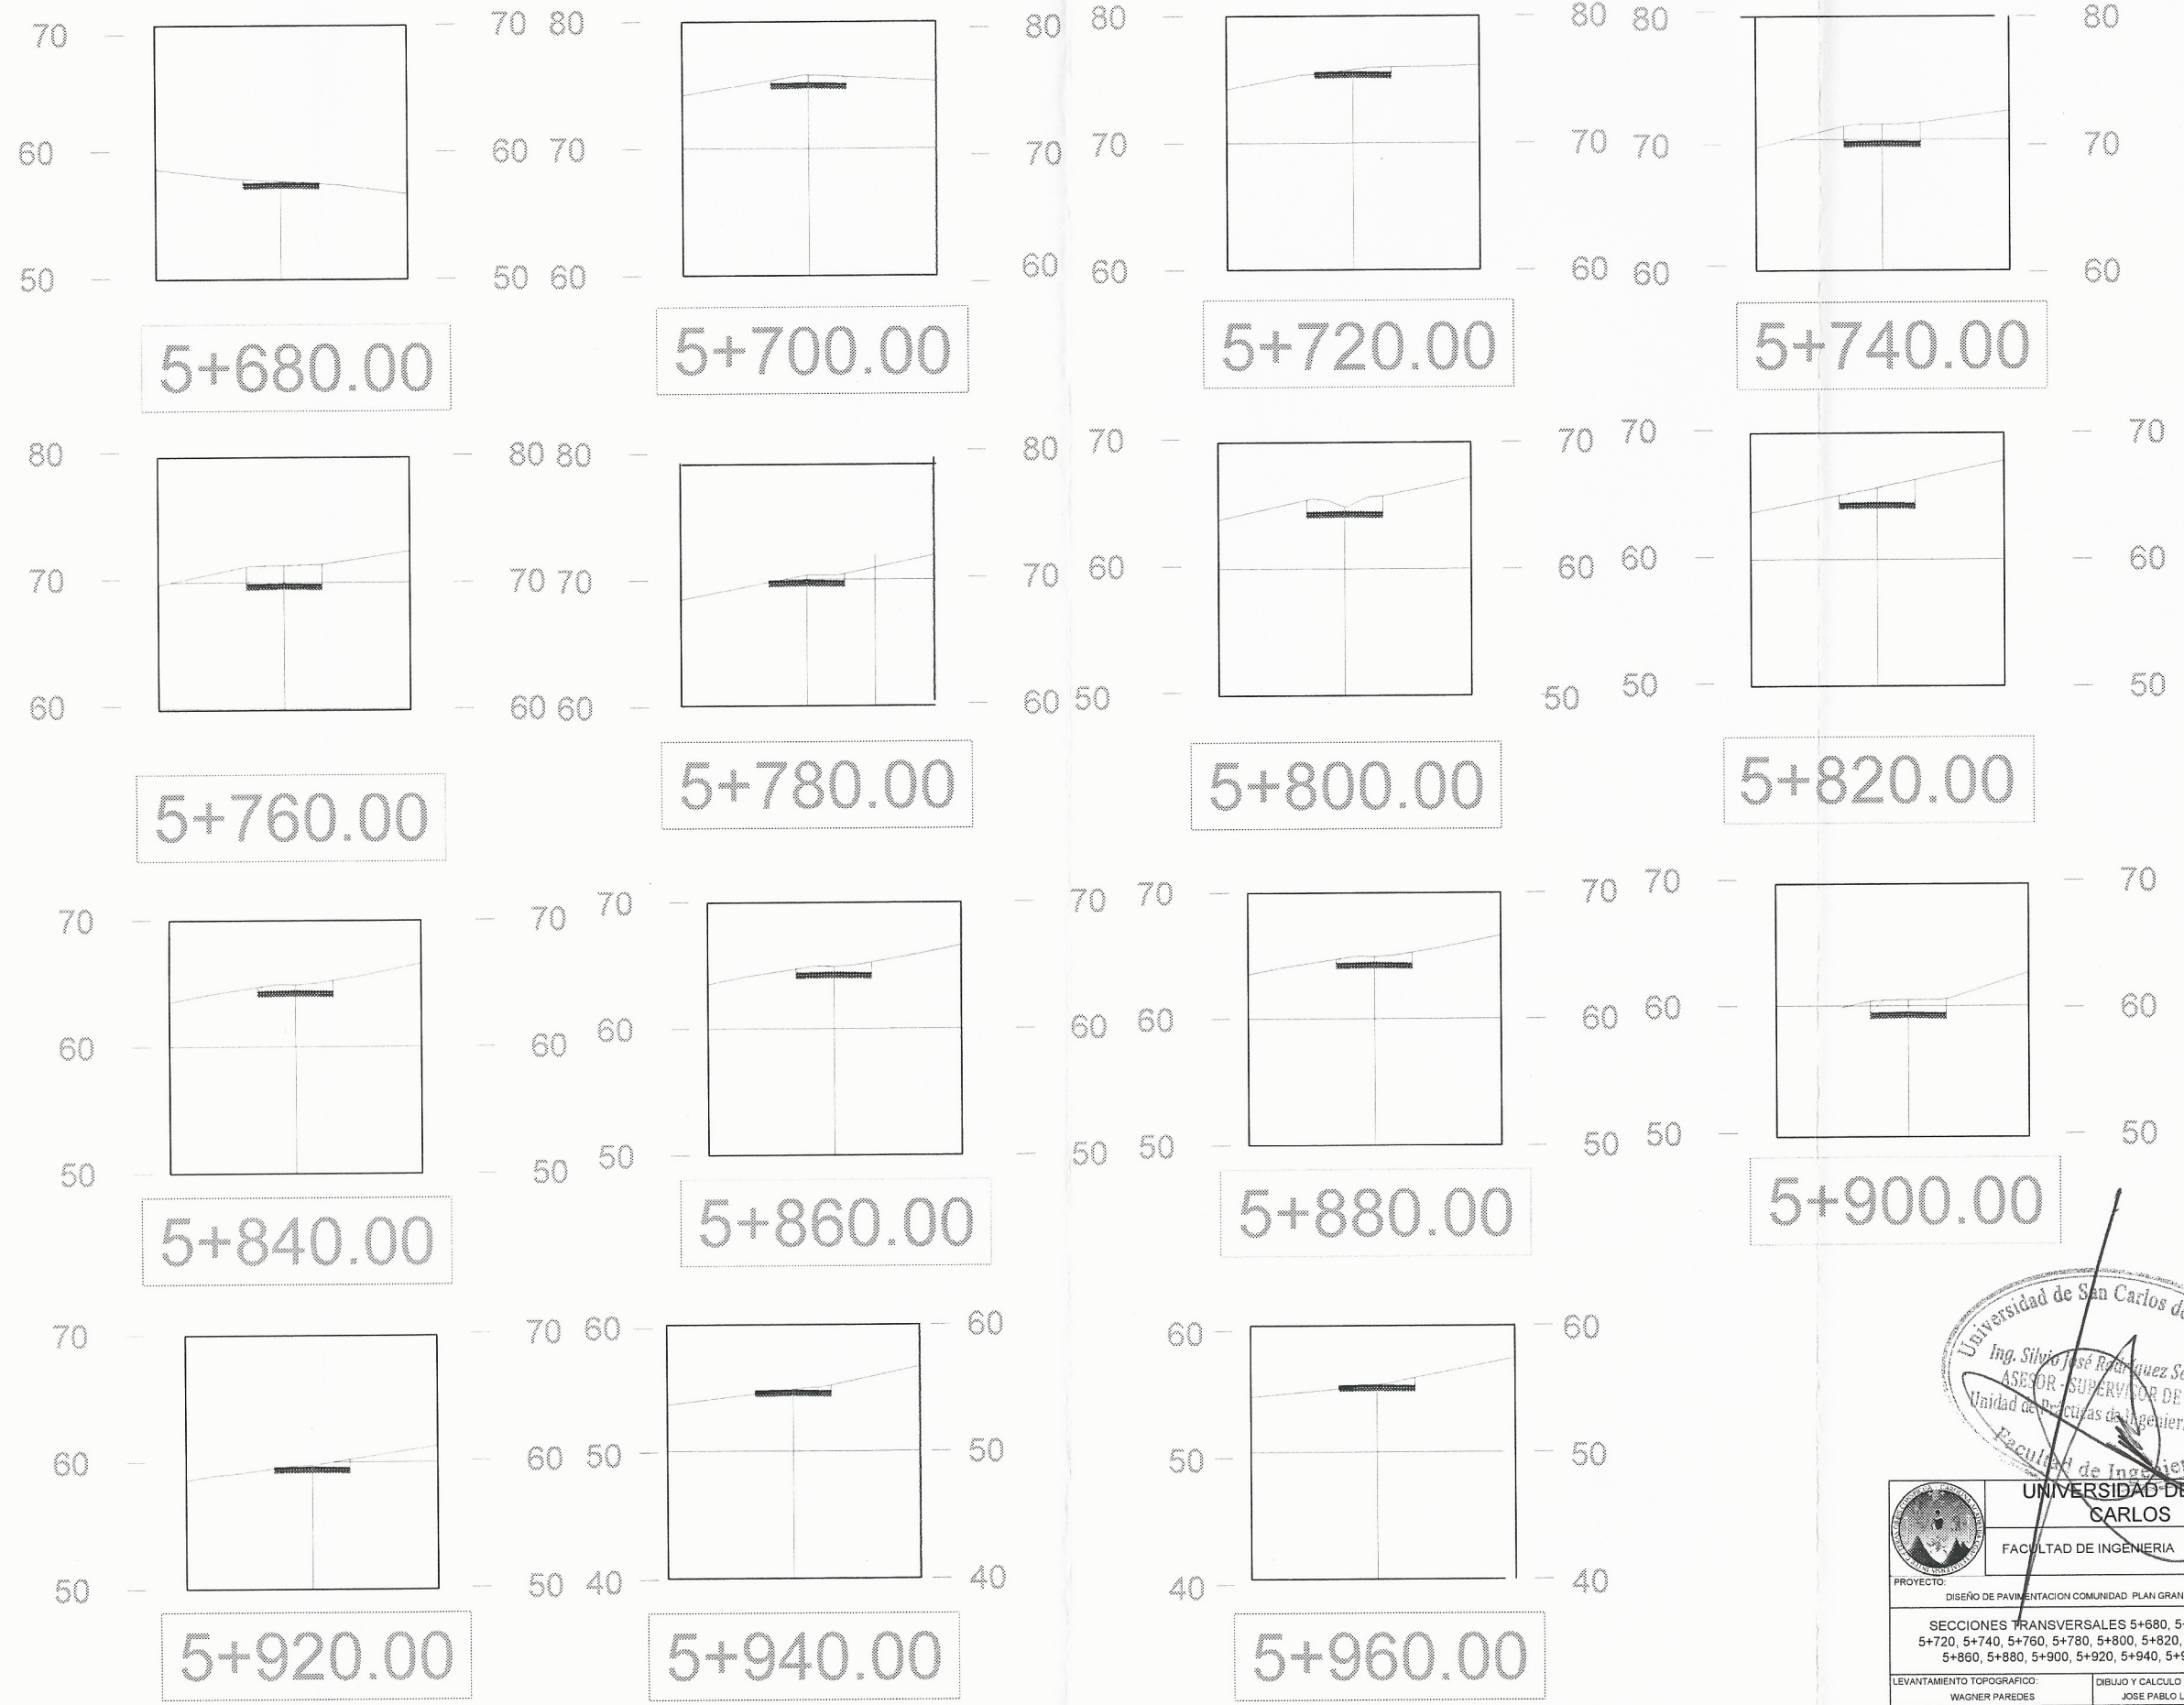 70 70 80 80 80 80 80 80
60 60 70 70 70 70 70 70
50 50 60 60 60 60 60 60
5+680.00 5+700.00 5+720.00 5+740.00
80 80 80 80 70 70 70 70
70 70 70 70 60 60 60 60
60 60 60 60 50 50 50 50
5+760.00 5+780.00 5+800.00 5+820.00
70 70 70 70 70 70 70 70
60 60 60 60 60 60 60 60
50 50 50 50 50 50 50 50
5+840.00 5+860.00 5+880.00 5+900.00
70 70 60 60 60 60
60 60 50 50 50 50
50 50 40 40 40 40
5+920.00 5+940.00 5+960.00
Universidad de San Carlos de
Ing. Silvio José Rodríguez
ASESOR - SUPERVISOR DE
Unidad de Prácticas de
Facultad de
UNIVERSIDAD DE
CARLOS
FACULTAD DE INGENIERIA
PROYECTO:
DISEÑO DE PAVIMENTACION COMUNIDAD PLAN
SECCIONES TRANSVERSALES 5+680,
5+720, 5+740, 5+760, 5+780, 5+800, 5+820,
5+860, 5+880, 5+900, 5+920, 5+940,
LEVANTAMIENTO TOPOGRAFICO:
WAGNER PAREDES
DIBUJO Y CALCULO
JOSE PABLO